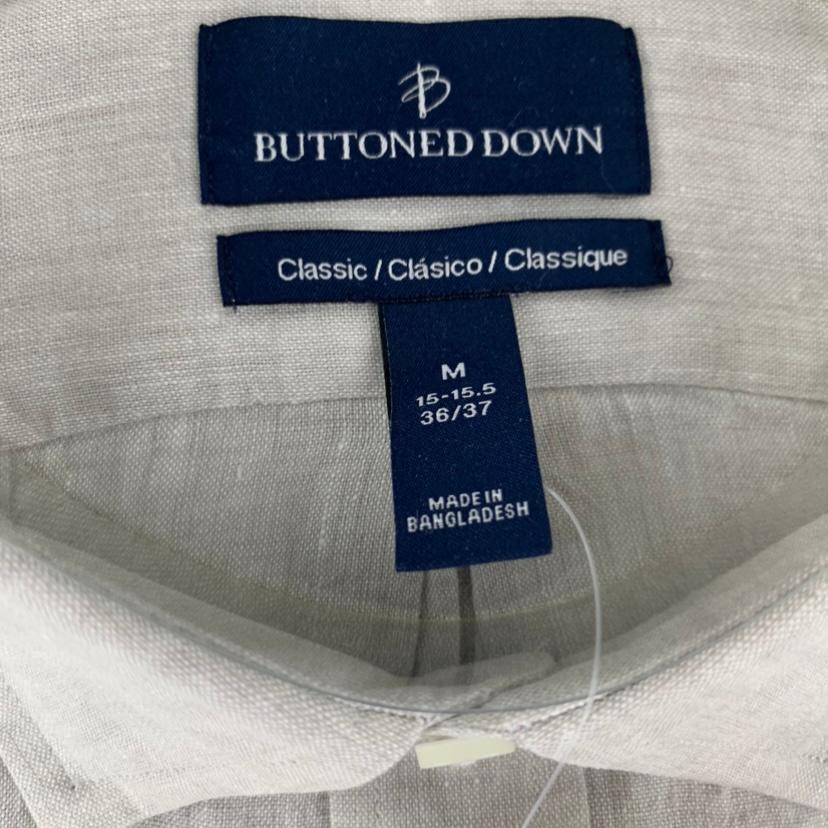 B
BUTTONED DOWN
Classic / Clásico / Classique
M
15-15.5
36/37
MADE IN
BANGLADESH